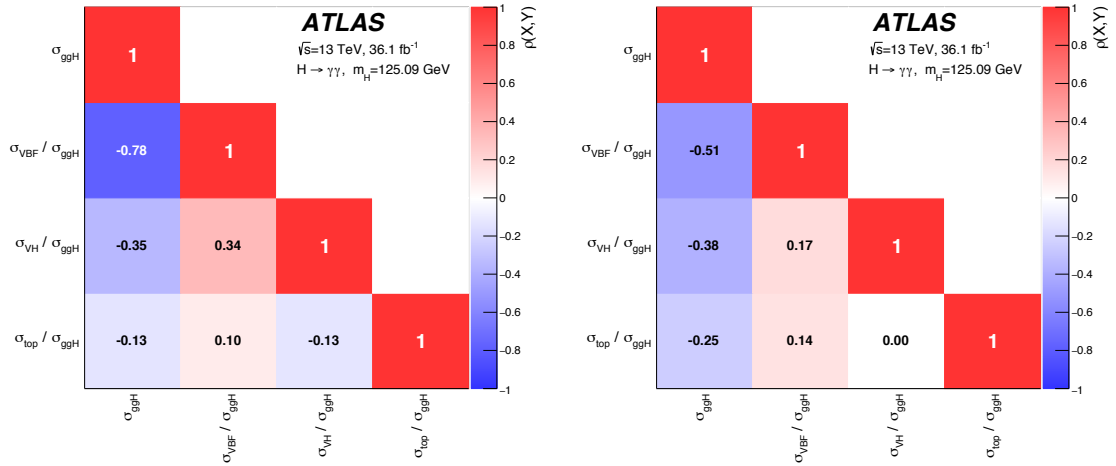 ATLAS
√s=13 TeV, 36.1 fb⁻¹
H → γγ, m_H=125.09 GeV
σ_ggH
1
σ_VBF / σ_ggH
-0.78
1
σ_VH / σ_ggH
-0.35
0.34
1
σ_top / σ_ggH
-0.13
0.10
-0.13
1
σ_ggH
σ_VBF / σ_ggH
σ_VH / σ_ggH
σ_top / σ_ggH
ρ(X,Y)
1
0.8
0.6
0.4
0.2
0
-0.2
-0.4
-0.6
-0.8
-1
ATLAS
√s=13 TeV, 36.1 fb⁻¹
H → γγ, m_H=125.09 GeV
σ_ggH
1
σ_VBF / σ_ggH
-0.51
1
σ_VH / σ_ggH
-0.38
0.17
1
σ_top / σ_ggH
-0.25
0.14
0.00
1
σ_ggH
σ_VBF / σ_ggH
σ_VH / σ_ggH
σ_top / σ_ggH
ρ(X,Y)
1
0.8
0.6
0.4
0.2
0
-0.2
-0.4
-0.6
-0.8
-1